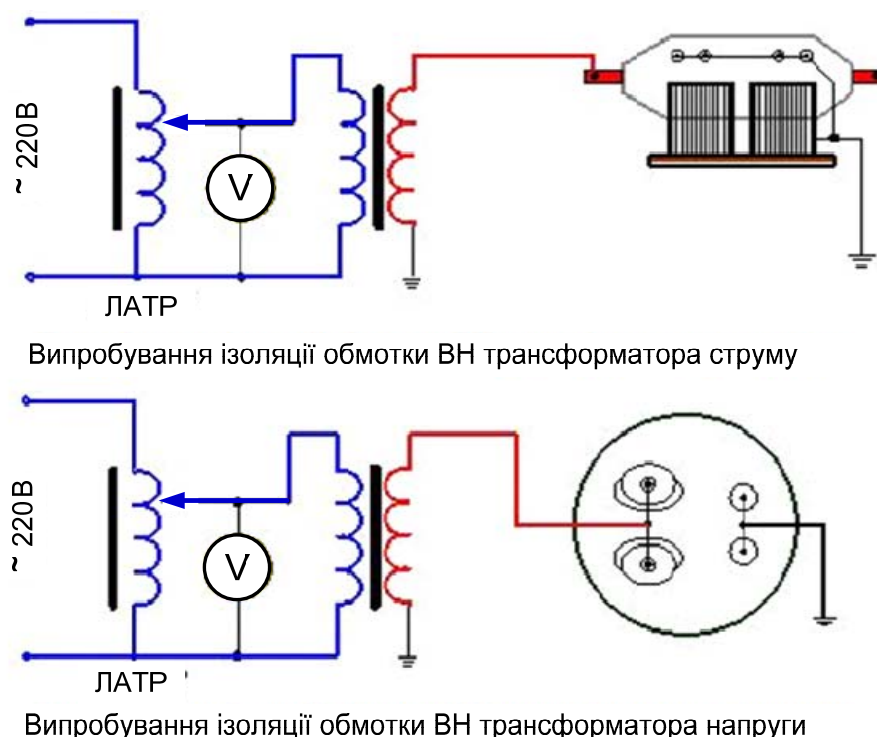 ~ 220В
V
ЛАТР
Випробування ізоляції обмотки ВН трансформатора струму
~ 220В
V
ЛАТР
Випробування ізоляції обмотки ВН трансформатора напруги